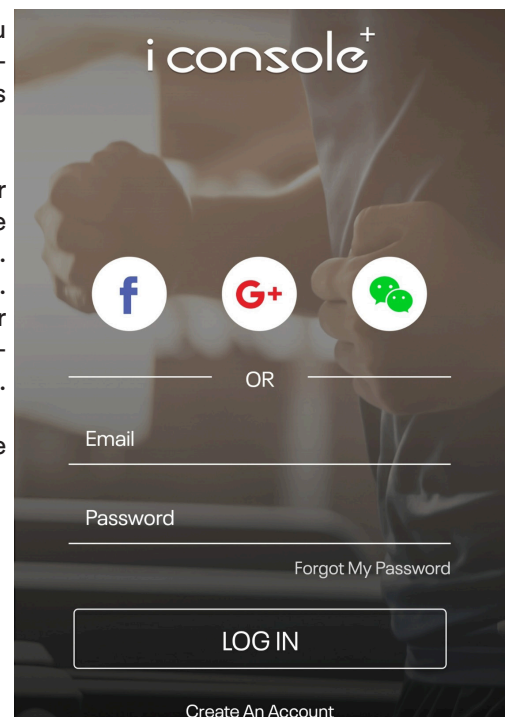 i console+
f
G+
OR
Email
Password
Forgot My Password
LOG IN
Create An Account